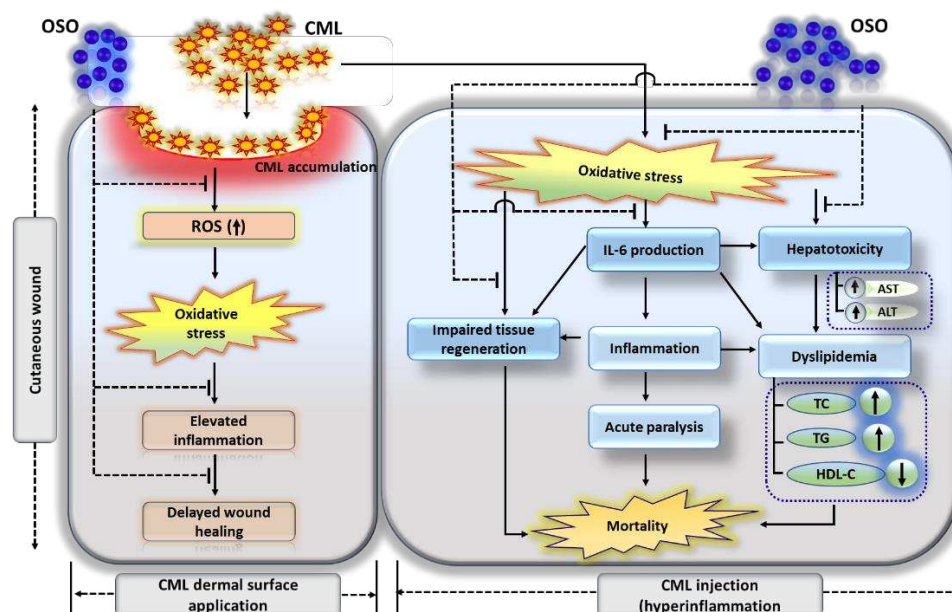 OSO
CML
OSO
CML accumulation
ROS (⬆)
Oxidative
stress
Elevated
inflammation
Delayed wound
healing
Cutaneous wound
CML dermal surface
application
Oxidative stress
IL-6 production
Hepatotoxicity
AST
ALT
Impaired tissue
regeneration
Inflammation
Dyslipidemia
TC
TG
HDL-C
Acute paralysis
Mortality
CML injection
(hyperinflammation